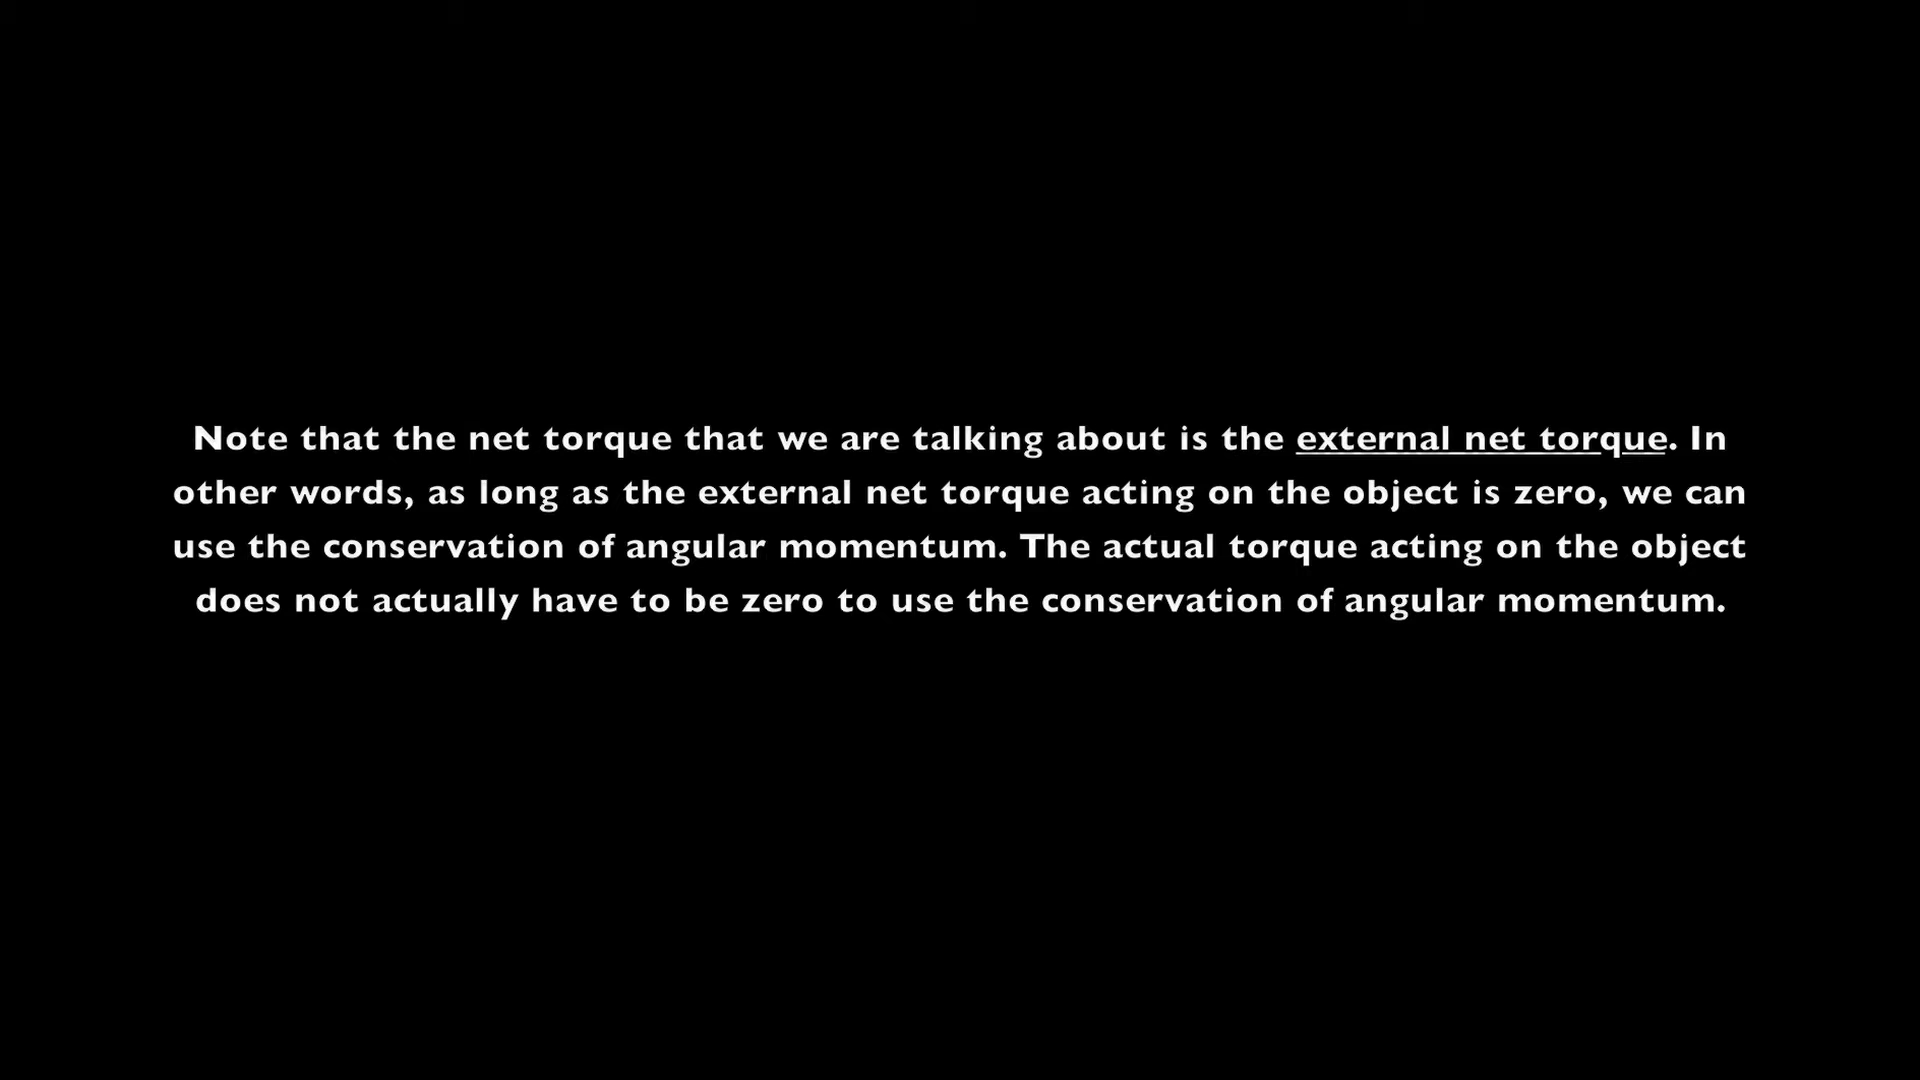 Note that the net torque that we are talking about is the external net torque. In
other words, as long as the external net torque acting on the object is zero, we can
use the conservation of angular momentum. The actual torque acting on the object
does not actually have to be zero to use the conservation of angular momentum.